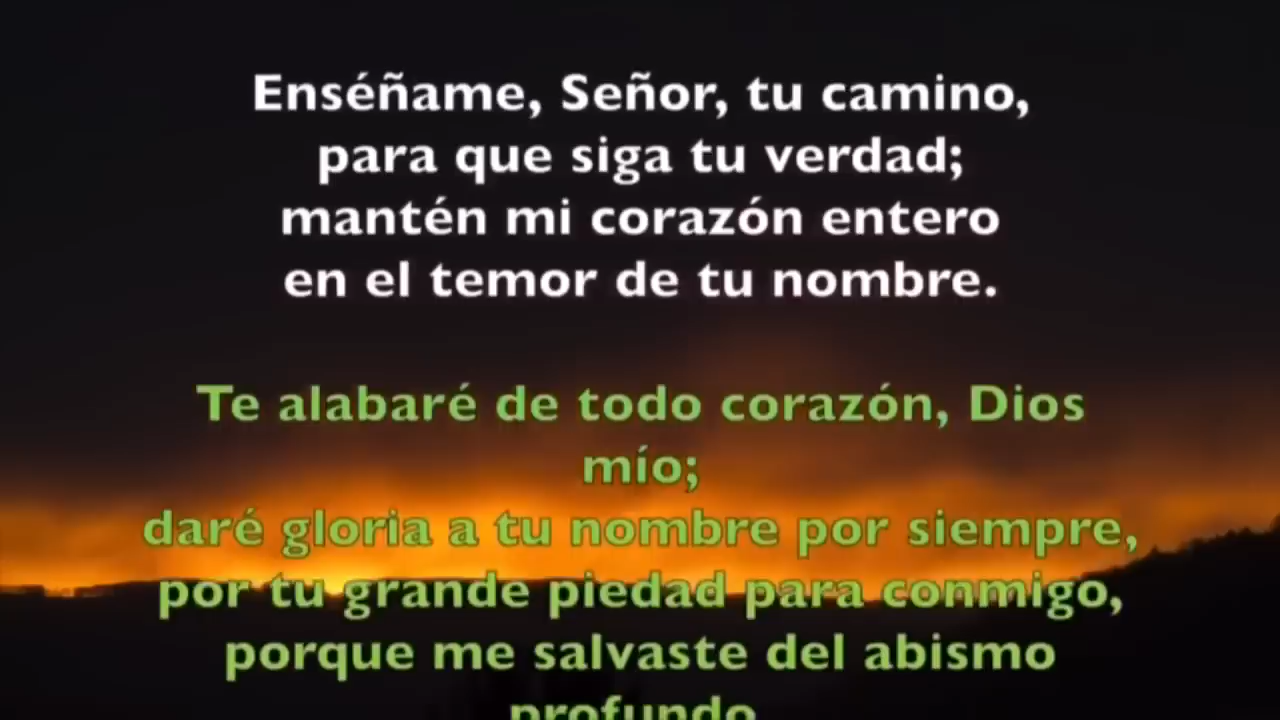 Enséñame, Señor, tu camino,
para que siga tu verdad;
mantén mi corazón entero
en el temor de tu nombre.
Te alabaré de todo corazón, Dios
mío;
daré gloria a tu nombre por siempre,
por tu grande piedad para conmigo,
porque me salvaste del abismo
profundo